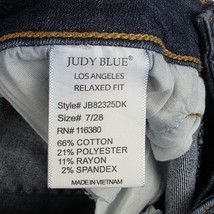 JUDY BLUE®
LOS ANGELES
RELAXED FIT
Style# JB82325DK
Size# 7/28
RN# 116380
66% COTTON
21% POLYESTER
11% RAYON
2% SPANDEX
MADE IN VIETNAM